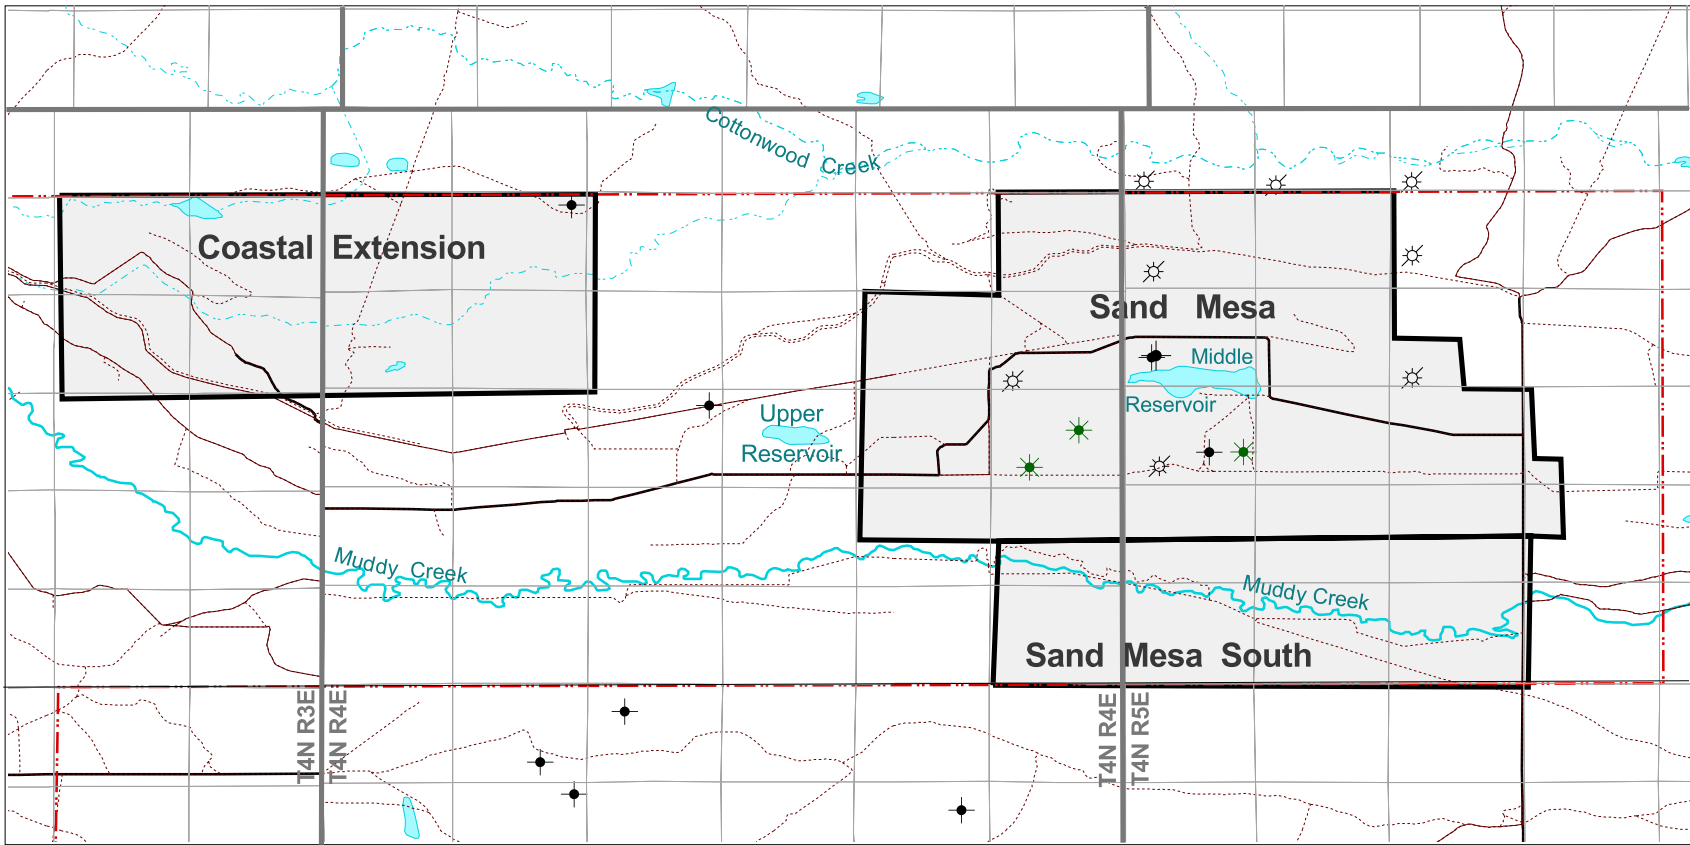 Cottonwood Creek
Coastal Extension
Sand Mesa
Middle
Reservoir
Upper
Reservoir
Muddy Creek
Muddy Creek
Sand Mesa South
T4N R3E
T4N R4E
T4N R4E
T4N R5E